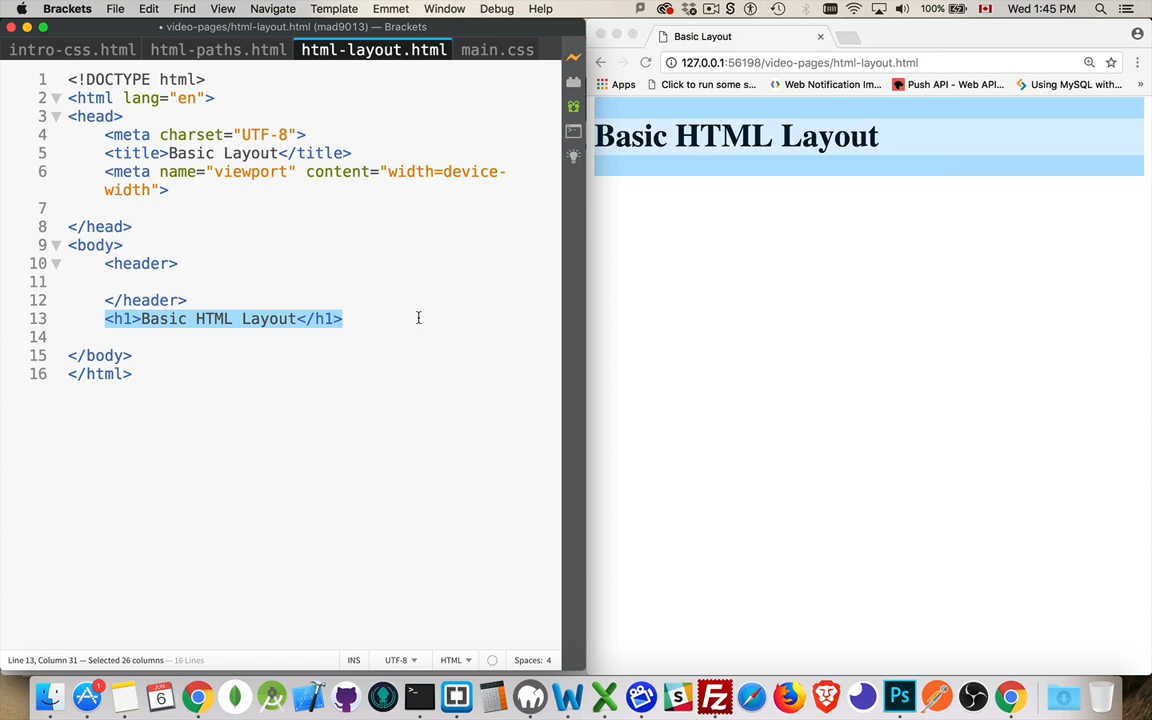 Brackets File Edit Find View Navigate Template Emmet Window Debug Help 100% Wed 1:45 PM
• video-pages/html-layout.html (mad9013) — Brackets
intro-css.html html-paths.html html-layout.html main.css
1 <!DOCTYPE html>
2 <html lang="en">
3 <head>
4 <meta charset="UTF-8">
5 <title>Basic Layout</title>
6 <meta name="viewport" content="width=device-
width">
7
8 </head>
9 <body>
10 <header>
11
12 </header>
13 <h1>Basic HTML Layout</h1>
14
15 </body>
16 </html>
Line 13, Column 31 — Selected 26 columns — 16 Lines INS UTF-8 HTML Spaces: 4
Basic Layout
127.0.0.1:56198/video-pages/html-layout.html
Apps Click to run some s... Web Notification Im... Push API - Web AP... Using MySQL with... »
Basic HTML Layout
1 6 W X S Fz Ps